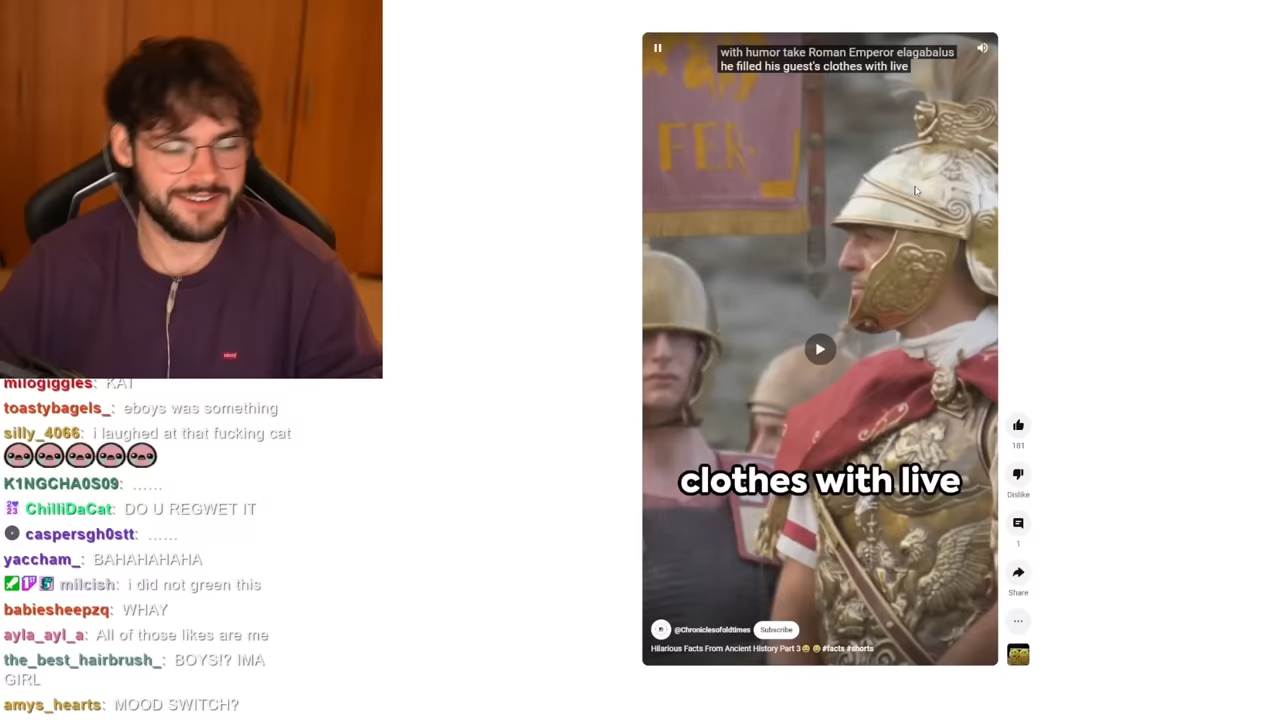 with humor take Roman Emperor elagabalus
he filled his guest's clothes with live
FER
clothes with live
@Chroniclesofoldtimes Subscribe
Hilarious Facts From Ancient History Part 3 #facts #shorts
181
Dislike
1
Share
Levi's
milogiggles: KAT
toastybagels_: eboys was something
silly_4066: i laughed at that fucking cat
K1NGCHA0S09: ......
ChilliDaCat: DO U REGWET IT
caspersgh0stt: ......
yaccham_: BAHAHAHAHA
milcish: i did not green this
babiesheepzq: WHAY
ayla_ayl_a: All of those likes are me
the_best_hairbrush_: BOYS!? IMA
GIRL
amys_hearts: MOOD SWITCH?